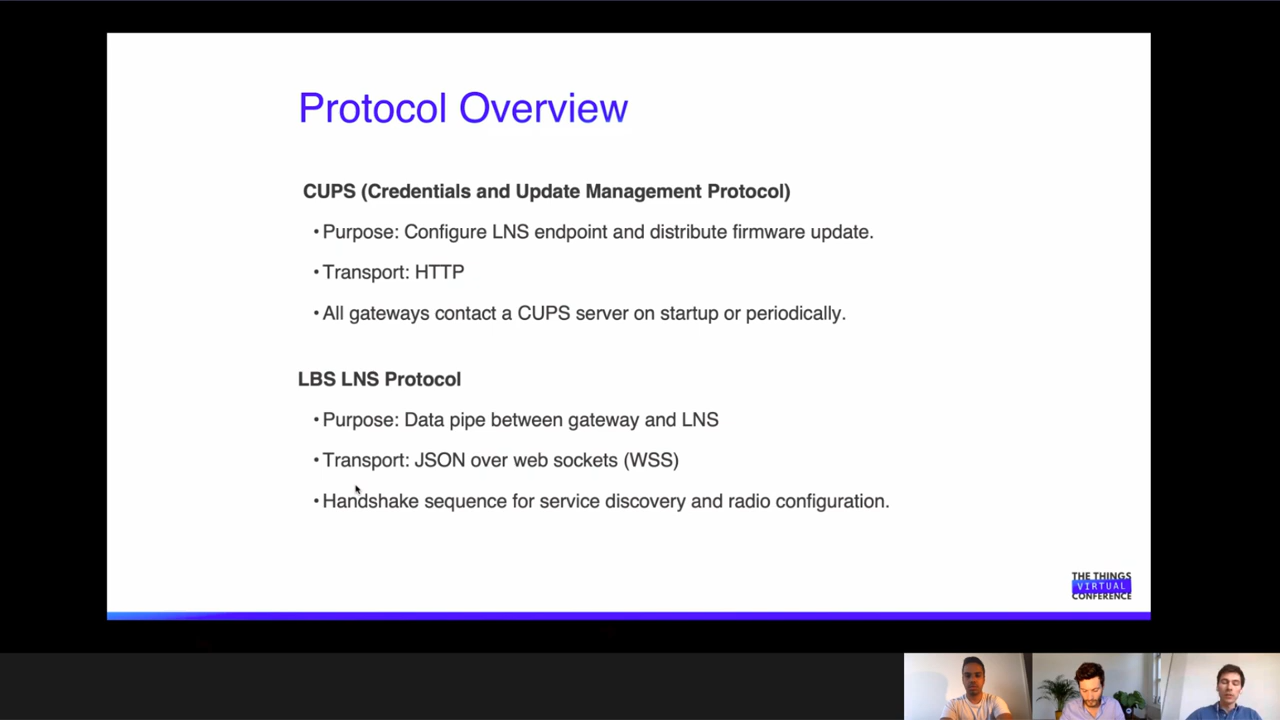 Protocol Overview
CUPS (Credentials and Update Management Protocol)
•Purpose: Configure LNS endpoint and distribute firmware update.
•Transport: HTTP
•All gateways contact a CUPS server on startup or periodically.
LBS LNS Protocol
•Purpose: Data pipe between gateway and LNS
•Transport: JSON over web sockets (WSS)
•Handshake sequence for service discovery and radio configuration.
THE THINGS
VIRTUAL
CONFERENCE